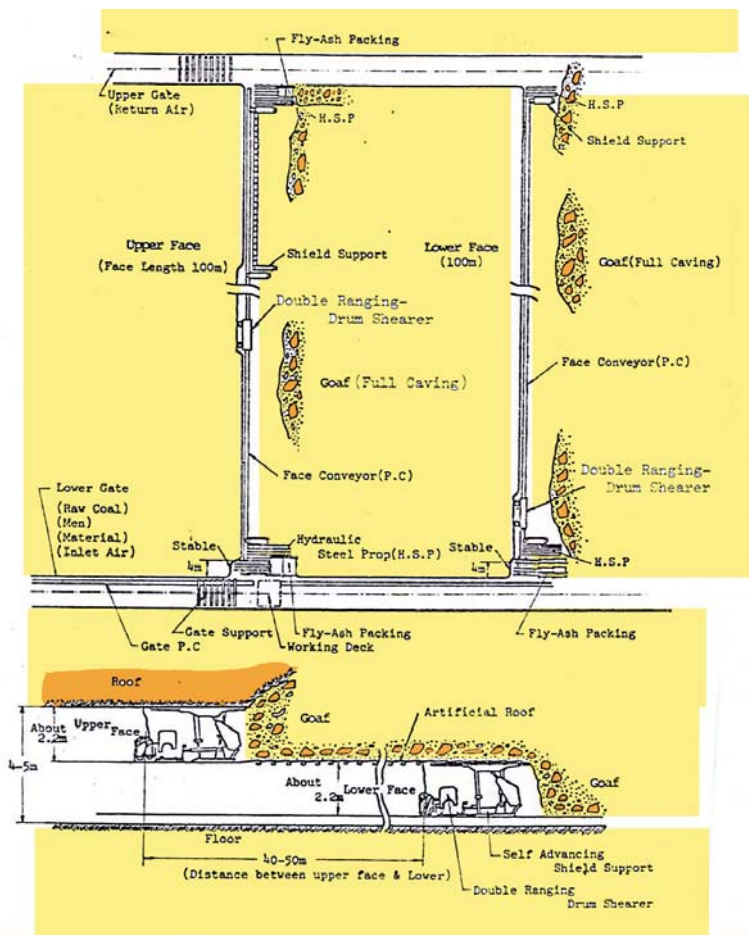 Fly-Ash Packing
Upper Gate
(Return Air)
H.S.P
H.S.P
Shield Support
Upper Face
(Face Length 100m)
Shield Support
Lower Face
(100m)
Goaf(Full Caving)
Double Ranging-
Drum Shearer
Goaf(Full Caving)
Face Conveyor(P.C)
Face Conveyor(P.C)
Double Ranging-
Drum Shearer
Lower Gate
(Raw Coal)
(Men)
(Material)
(Inlet Air)
Stable
4m
Hydraulic
Steel Prop(H.S.P)
Stable
4m
H.S.P
Gate Support
Gate P.C
Fly-Ash Packing
Working Deck
Fly-Ash Packing
Roof
Goaf
Artificial Roof
About
2.2m
Upper
Face
4-5m
About
2.2m
Lower Face
Goaf
Floor
40-50m
(Distance between upper face & Lower)
Self Advancing
Shield Support
Double Ranging
Drum Shearer